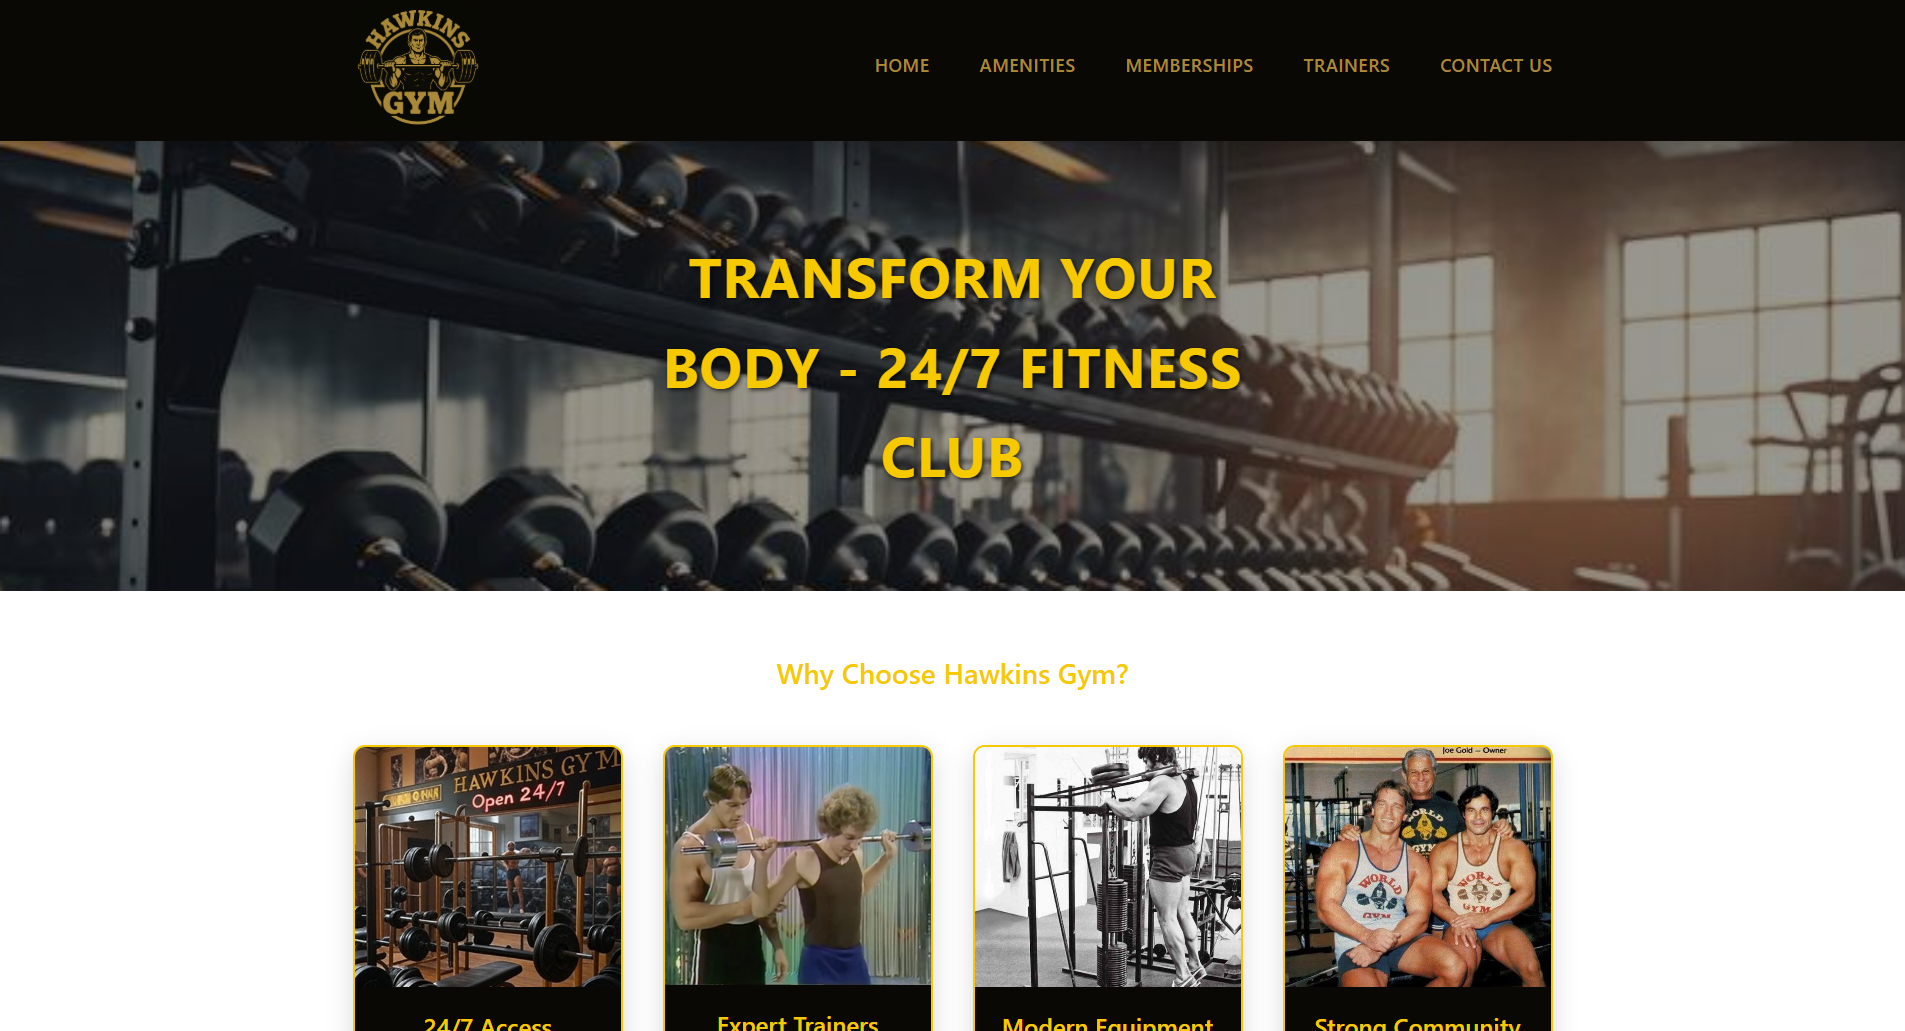 HAWKINS
GYM
HOME
AMENITIES
MEMBERSHIPS
TRAINERS
CONTACT US
TRANSFORM YOUR
BODY - 24/7 FITNESS
CLUB
Why Choose Hawkins Gym?
HAWKINS GYM
Open 24/7
Joe Gold – Owner
WORLD
WORLD
GYM
WORLD
GYM
24/7 Access
Expert Trainers
Modern Equipment
Strong Community